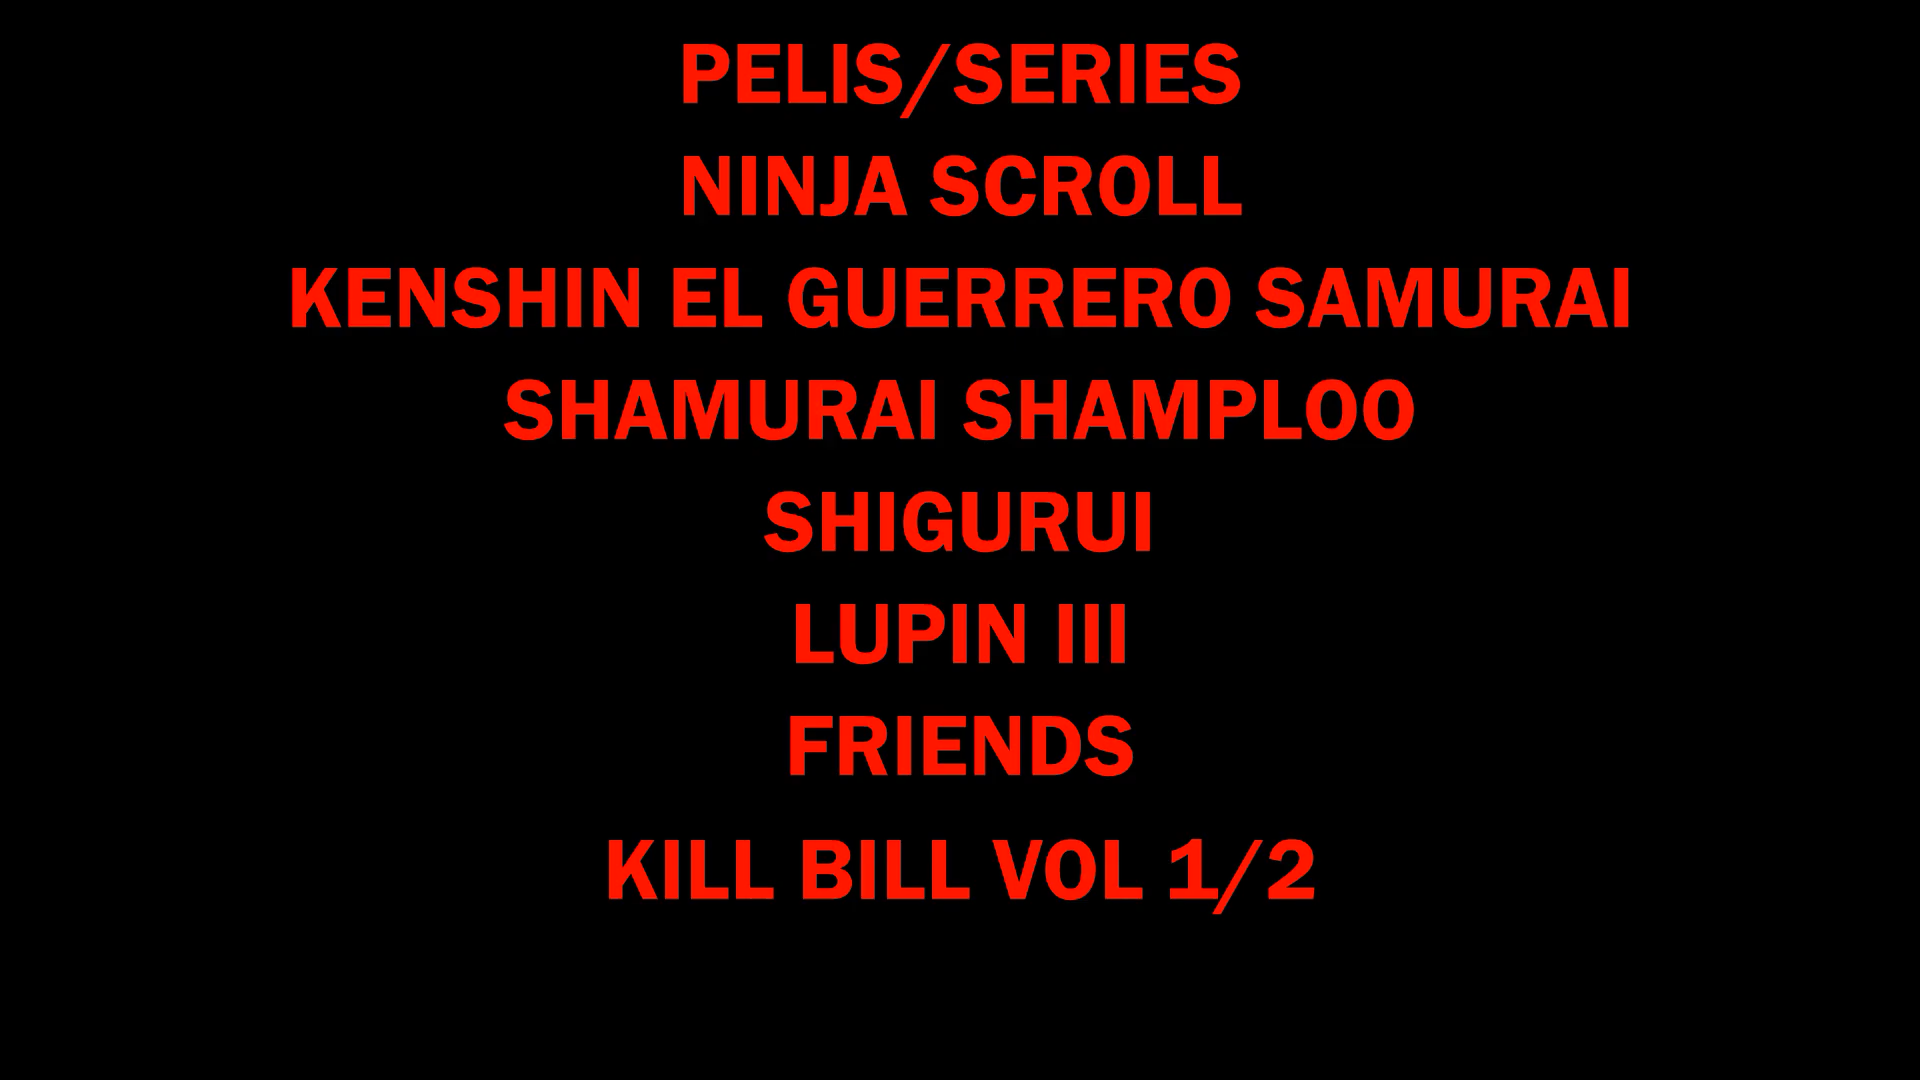 PELIS/SERIES
NINJA SCROLL
KENSHIN EL GUERRERO SAMURAI
SHAMURAI SHAMPLOO
SHIGURUI
LUPIN III
FRIENDS
KILL BILL VOL 1/2